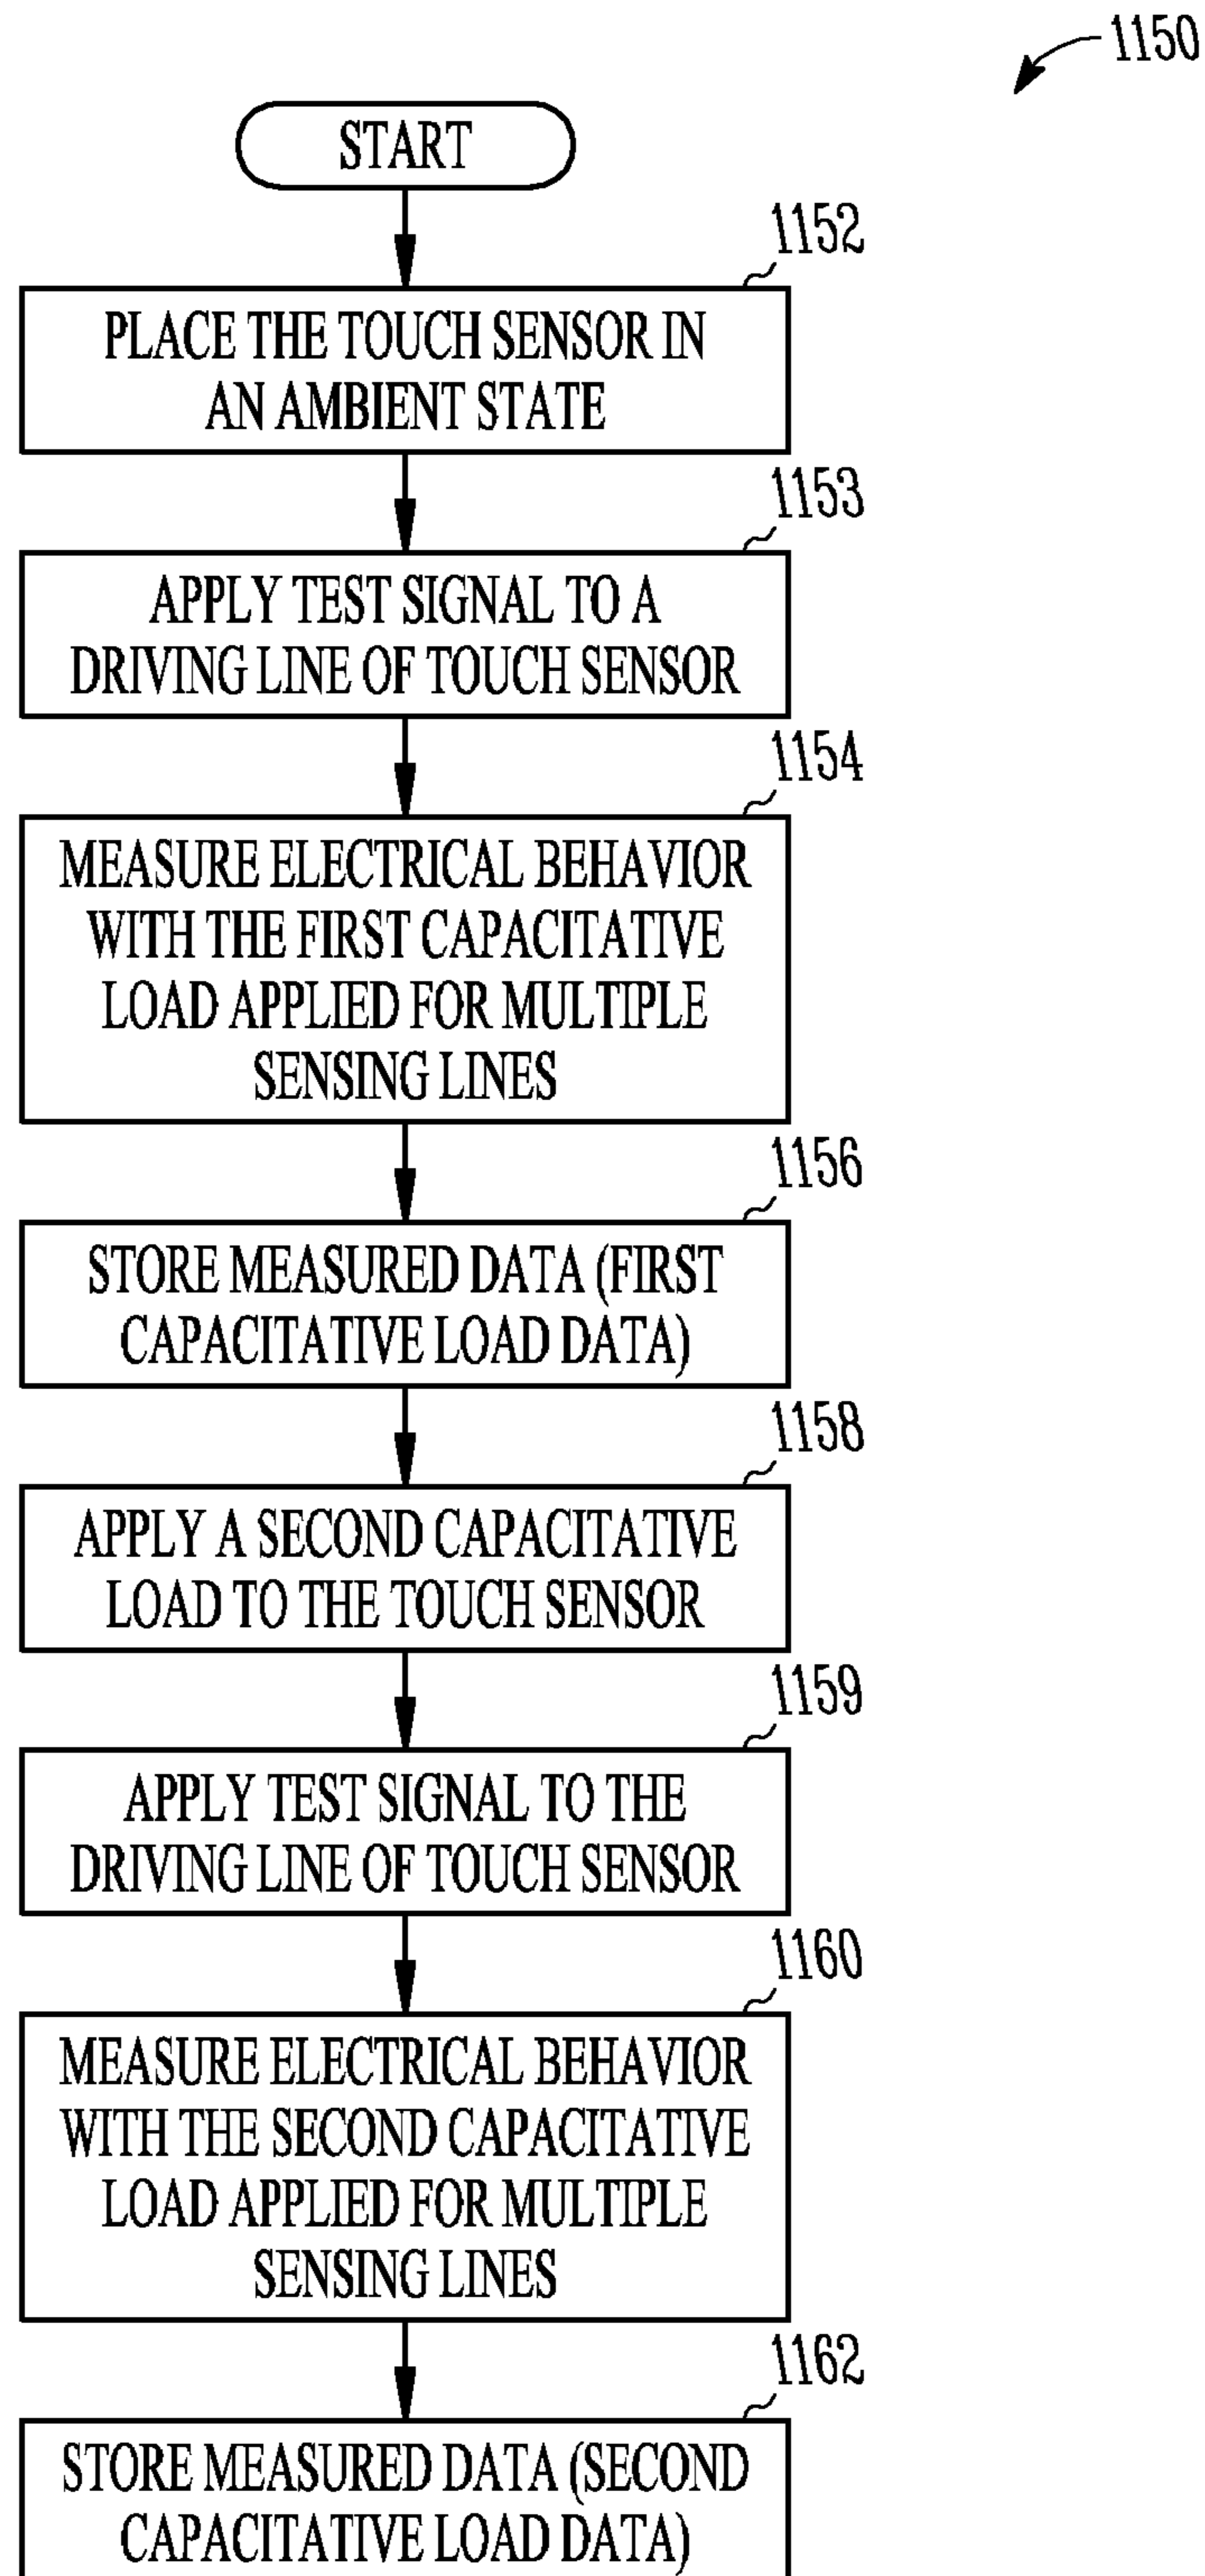 1150
START
1152
PLACE THE TOUCH SENSOR IN
AN AMBIENT STATE
1153
APPLY TEST SIGNAL TO A
DRIVING LINE OF TOUCH SENSOR
1154
MEASURE ELECTRICAL BEHAVIOR
WITH THE FIRST CAPACITATIVE
LOAD APPLIED FOR MULTIPLE
SENSING LINES
1156
STORE MEASURED DATA (FIRST
CAPACITATIVE LOAD DATA)
1158
APPLY A SECOND CAPACITATIVE
LOAD TO THE TOUCH SENSOR
1159
APPLY TEST SIGNAL TO THE
DRIVING LINE OF TOUCH SENSOR
1160
MEASURE ELECTRICAL BEHAVIOR
WITH THE SECOND CAPACITATIVE
LOAD APPLIED FOR MULTIPLE
SENSING LINES
1162
STORE MEASURED DATA (SECOND
CAPACITATIVE LOAD DATA)